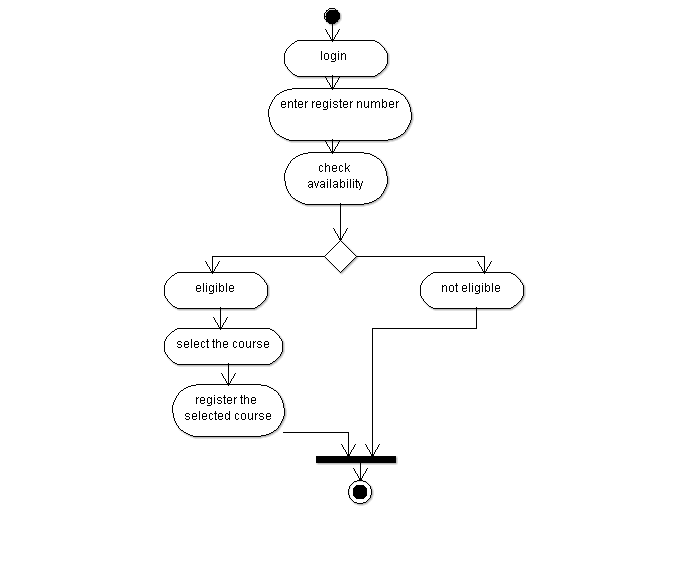 login
enter register number
check
availability
eligible
not eligible
select the course
register the
selected course